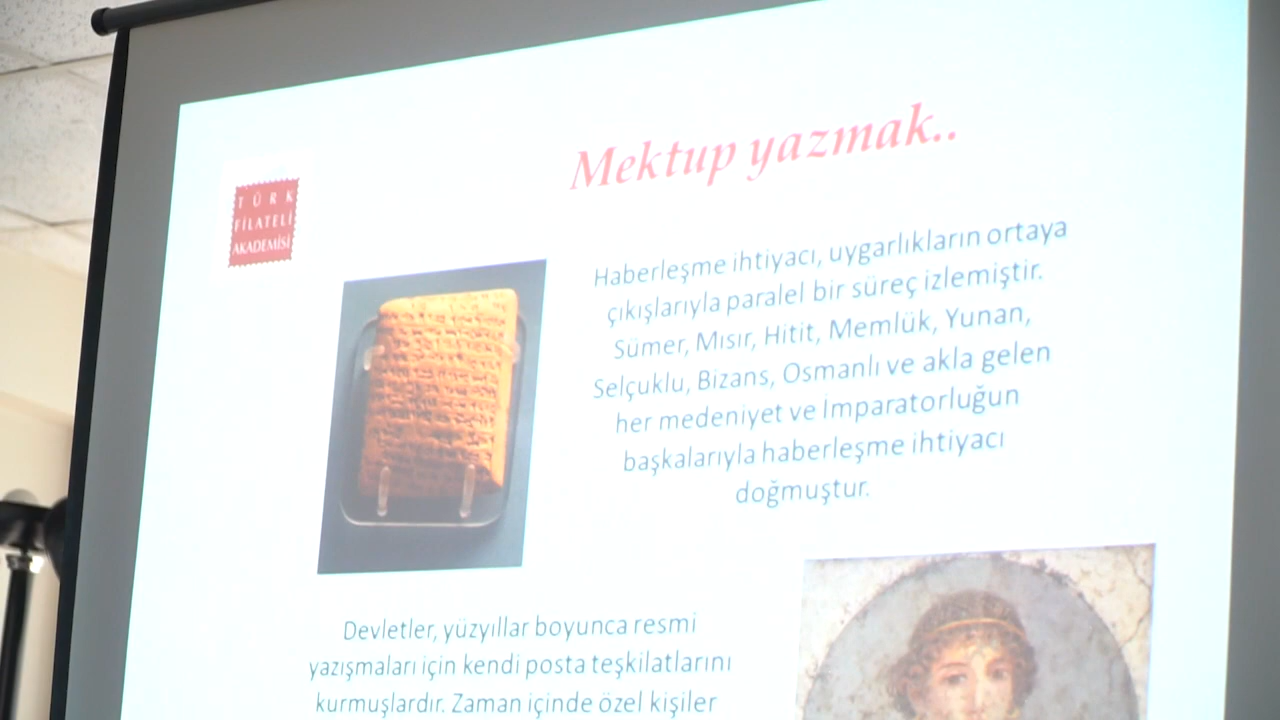 Mektup yazmak..
TÜRK
FİLATELİ
AKADEMİSİ
Haberleşme ihtiyacı, uygarlıkların ortaya
çıkışlarıyla paralel bir süreç izlemiştir.
Sümer, Mısır, Hitit, Memlük, Yunan,
Selçuklu, Bizans, Osmanlı ve akla gelen
her medeniyet ve İmparatorluğun
başkalarıyla haberleşme ihtiyacı
doğmuştur.
Devletler, yüzyıllar boyunca resmi
yazışmaları için kendi posta teşkilatlarını
kurmuşlardır. Zaman içinde özel kişiler